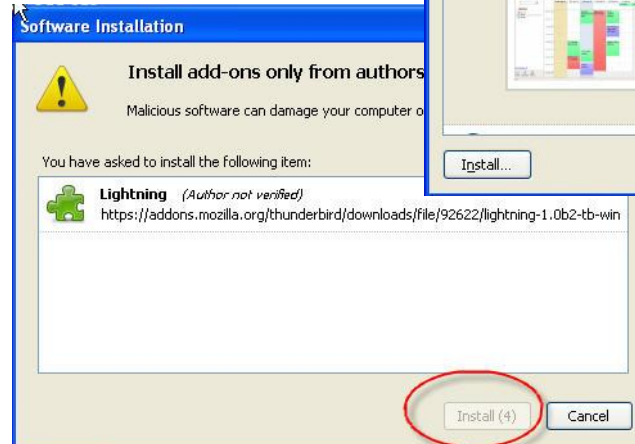 Software Installation
Install add-ons only from authors
Malicious software can damage your computer o
Install...
You have asked to install the following item:
Lightning (Author not verified)
https://addons.mozilla.org/thunderbird/downloads/file/92622/lightning-1.0b2-tb-win
Install (4)
Cancel